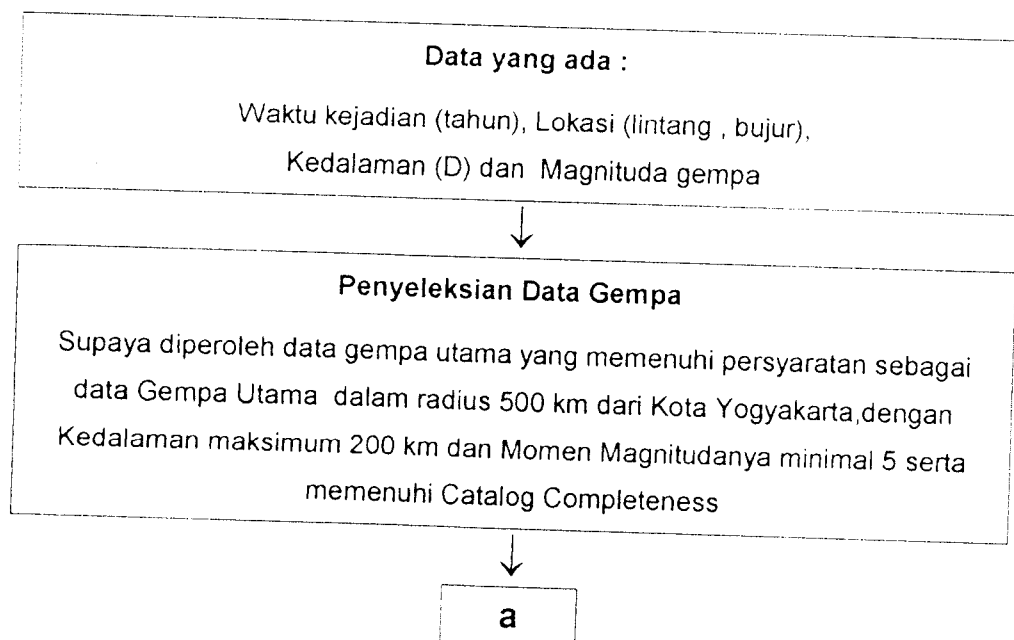 Data yang ada :
Waktu kejadian (tahun), Lokasi (lintang , bujur),
Kedalaman (D) dan Magnituda gempa
Penyeleksian Data Gempa
Supaya diperoleh data gempa utama yang memenuhi persyaratan sebagai
data Gempa Utama dalam radius 500 km dari Kota Yogyakarta,dengan
Kedalaman maksimum 200 km dan Momen Magnitudanya minimal 5 serta
memenuhi Catalog Completeness
a